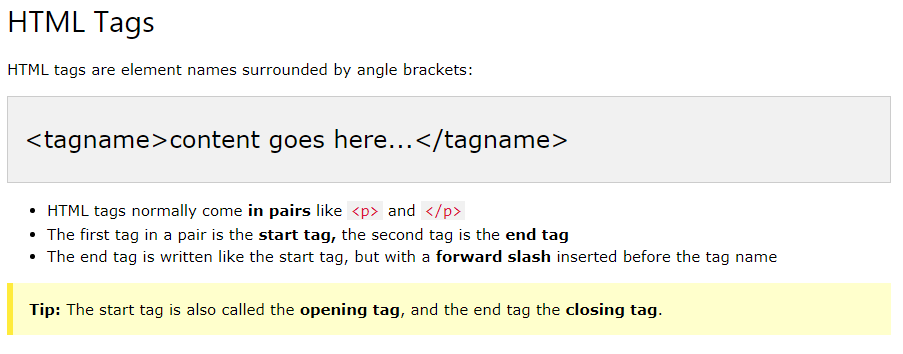 HTML Tags
HTML tags are element names surrounded by angle brackets:
<tagname>content goes here...</tagname>
• HTML tags normally come in pairs like <p> and </p>
• The first tag in a pair is the start tag, the second tag is the end tag
• The end tag is written like the start tag, but with a forward slash inserted before the tag name
Tip: The start tag is also called the opening tag, and the end tag the closing tag.